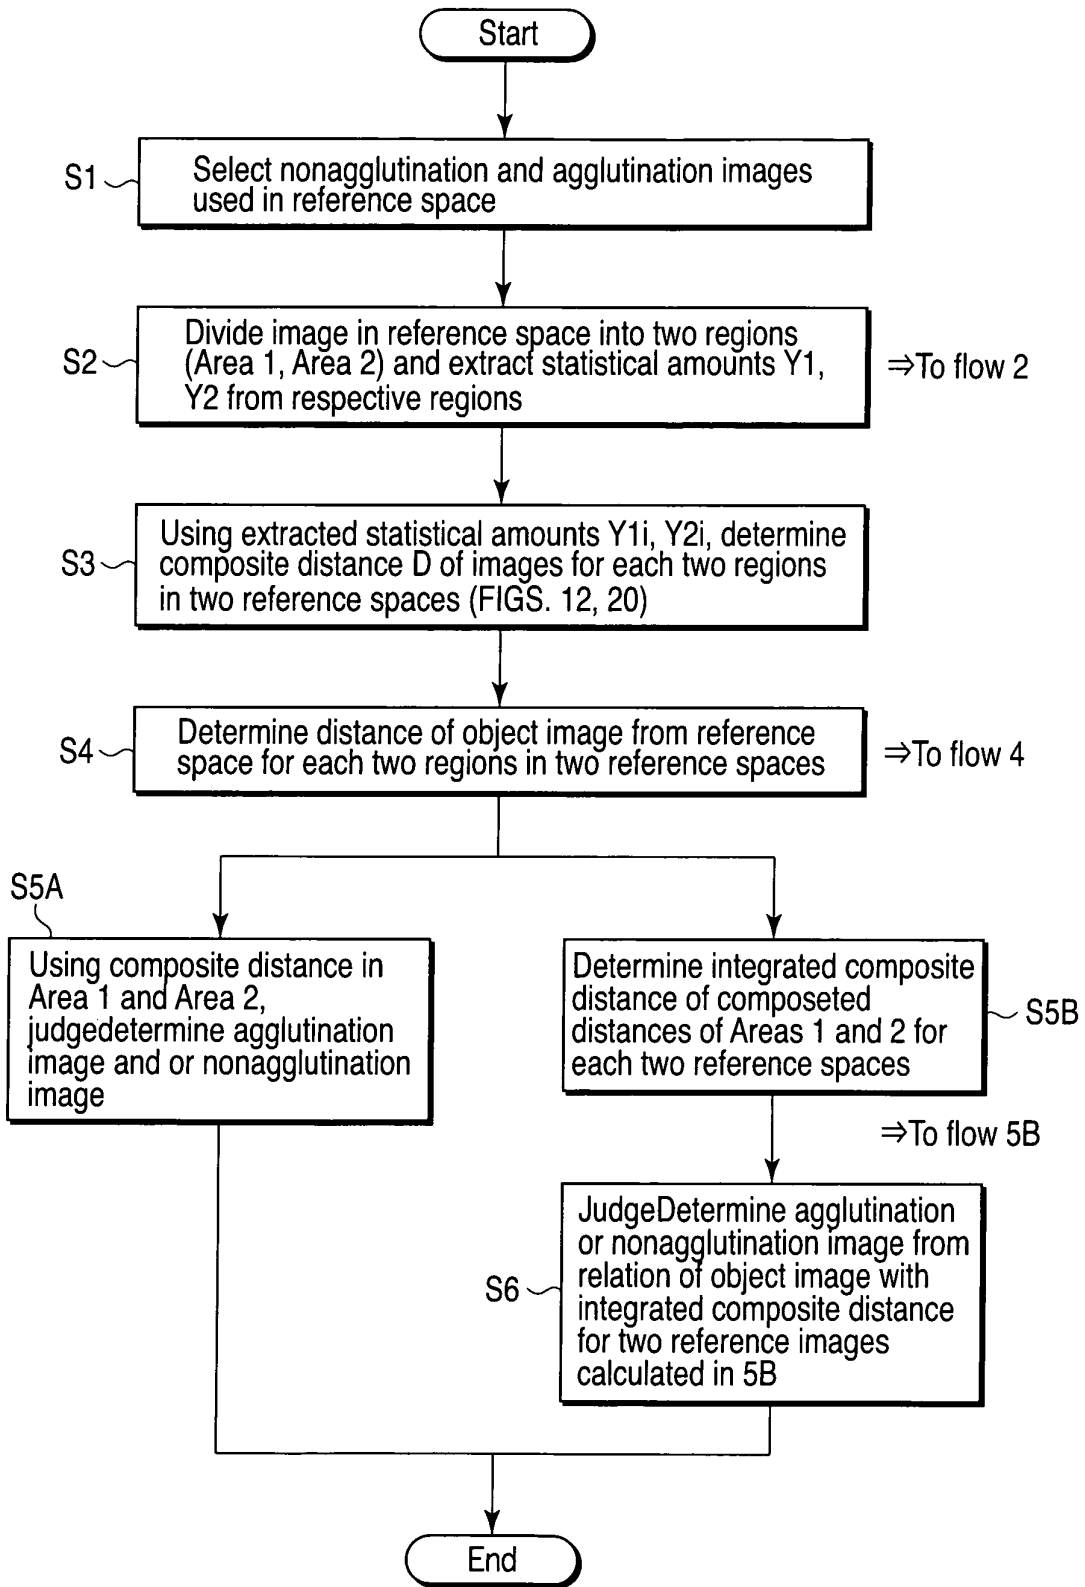 Start
S1
Select nonagglutination and agglutination images
used in reference space
S2
Divide image in reference space into two regions
(Area 1, Area 2) and extract statistical amounts Y1,
Y2 from respective regions
⇒To flow 2
S3
Using extracted statistical amounts Y1i, Y2i, determine
composite distance D of images for each two regions
in two reference spaces (FIGS. 12, 20)
S4
Determine distance of object image from reference
space for each two regions in two reference spaces
⇒To flow 4
S5A
Using composite distance in
Area 1 and Area 2,
judgedetermine agglutination
image and or nonagglutination
image
Determine integrated composite
distance of composeted
distances of Areas 1 and 2 for
each two reference spaces
S5B
⇒To flow 5B
S6
JudgeDetermine agglutination
or nonagglutination image from
relation of object image with
integrated composite distance
for two reference images
calculated in 5B
End